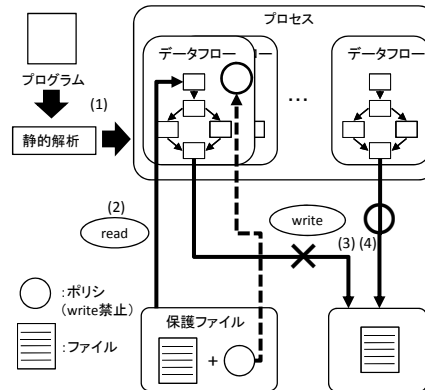 プロセス
データフロー
ー
データフロー
プログラム
(1)
静的解析
…
(2)
read
write
(3) (4)
:ポリシ
(write禁止)
保護ファイル
+
:ファイル